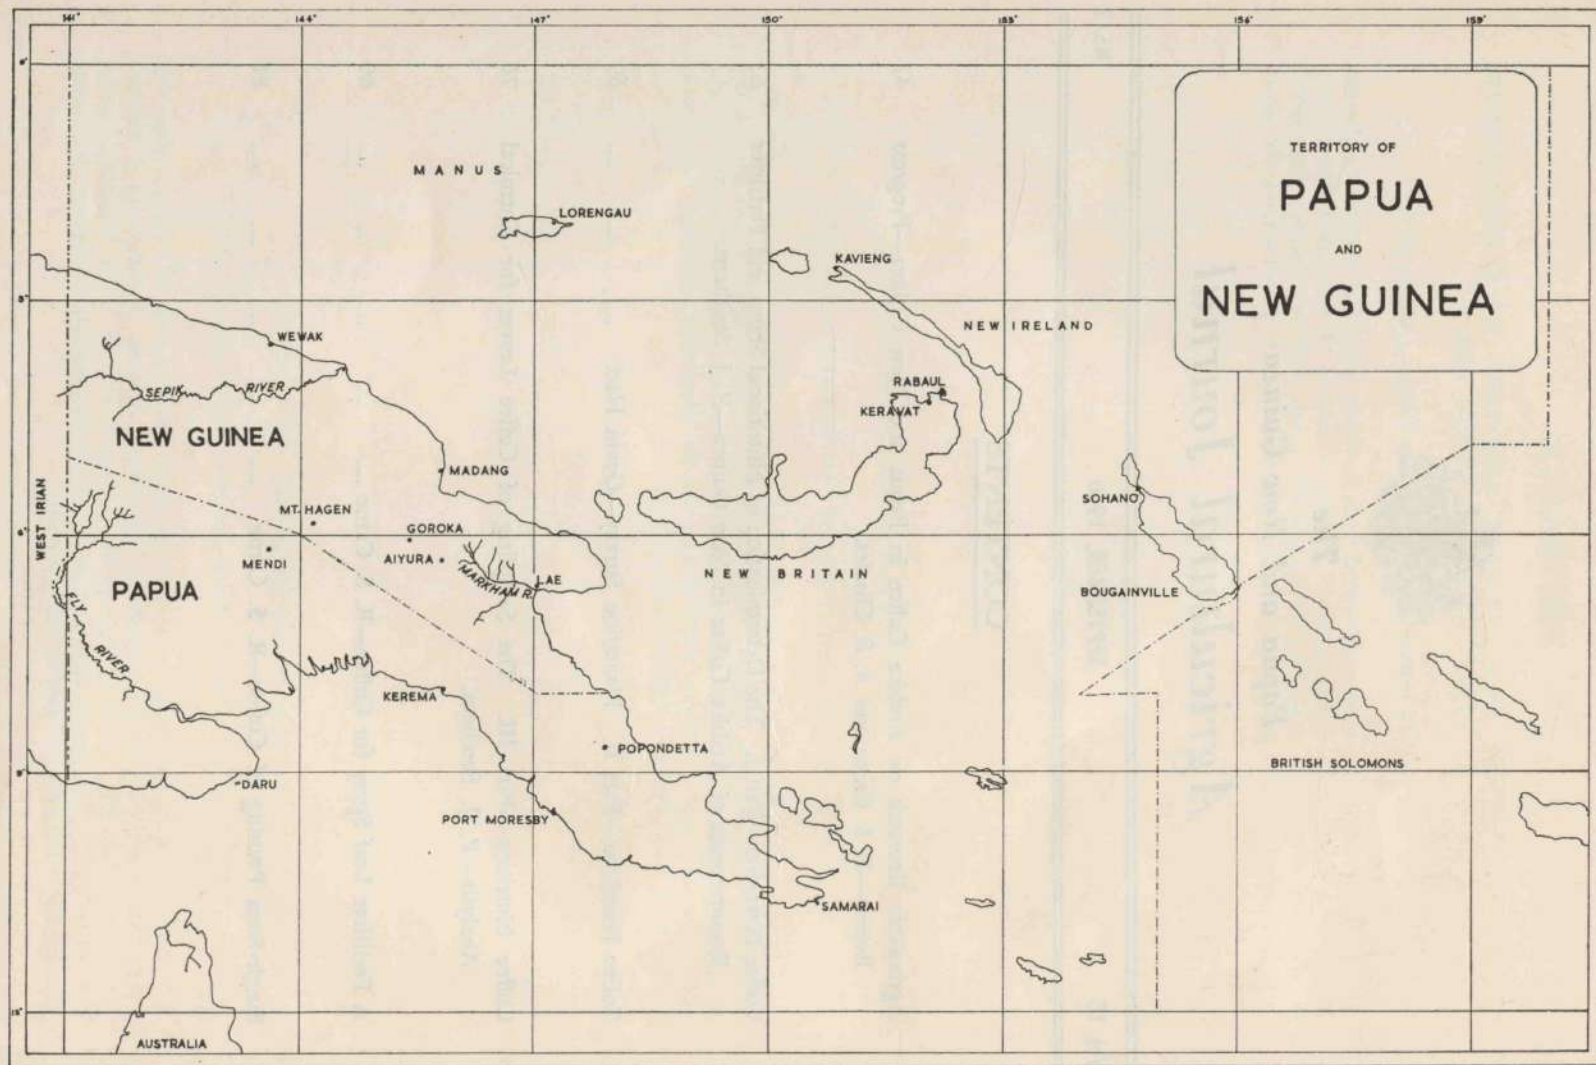 141° 144° 147° 150° 153° 156° 159°
TERRITORY OF
PAPUA
AND
NEW GUINEA
MANUS
LORENGAU
KAVIENG
NEW IRELAND
WEWAK
SEPIK RIVER
RABAUL
KERAVAT
NEW GUINEA
MADANG
SOHANO
MT. HAGEN
GOROKA
6°
WEST IRIAN
MENDI
AIYURA
MARKHAM R.
LAE
NEW BRITAIN
PAPUA
BOUGAINVILLE
FLY RIVER
KEREMA
POPONDETTA
BRITISH SOLOMONS
9°
DARU
PORT MORESBY
SAMARAI
AUSTRALIA